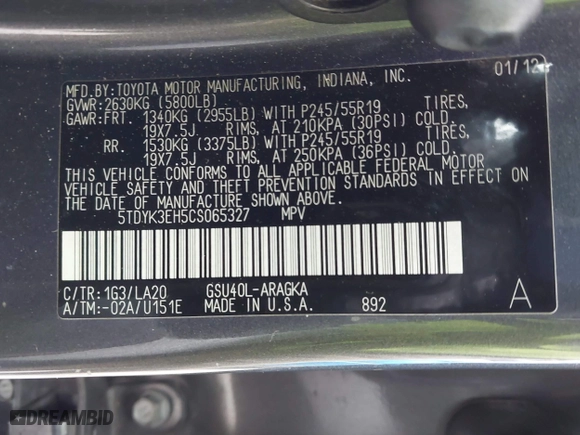 MFD.BY:TOYOTA MOTOR MANUFACTURING, INDIANA, INC. 01/12
GVWR:2630KG (5800LB)
GAWR:FRT. 1340KG (2955LB) WITH P245/55R19 TIRES,
19X7.5J RIMS, AT 210KPA (30PSI) COLD.
RR. 1530KG (3375LB) WITH P245/55R19 TIRES,
19X7.5J RIMS, AT 250KPA (36PSI) COLD.
THIS VEHICLE CONFORMS TO ALL APPLICABLE FEDERAL MOTOR
VEHICLE SAFETY AND THEFT PREVENTION STANDARDS IN EFFECT ON
THE DATE OF MANUFACTURE SHOWN ABOVE.
5TDYK3EH5CS065327 MPV
C/TR:1G3/LA20 GSU40L-ARAGKA
A/TM:-02A/U151E MADE IN U.S.A. 892 A
DREAMBID